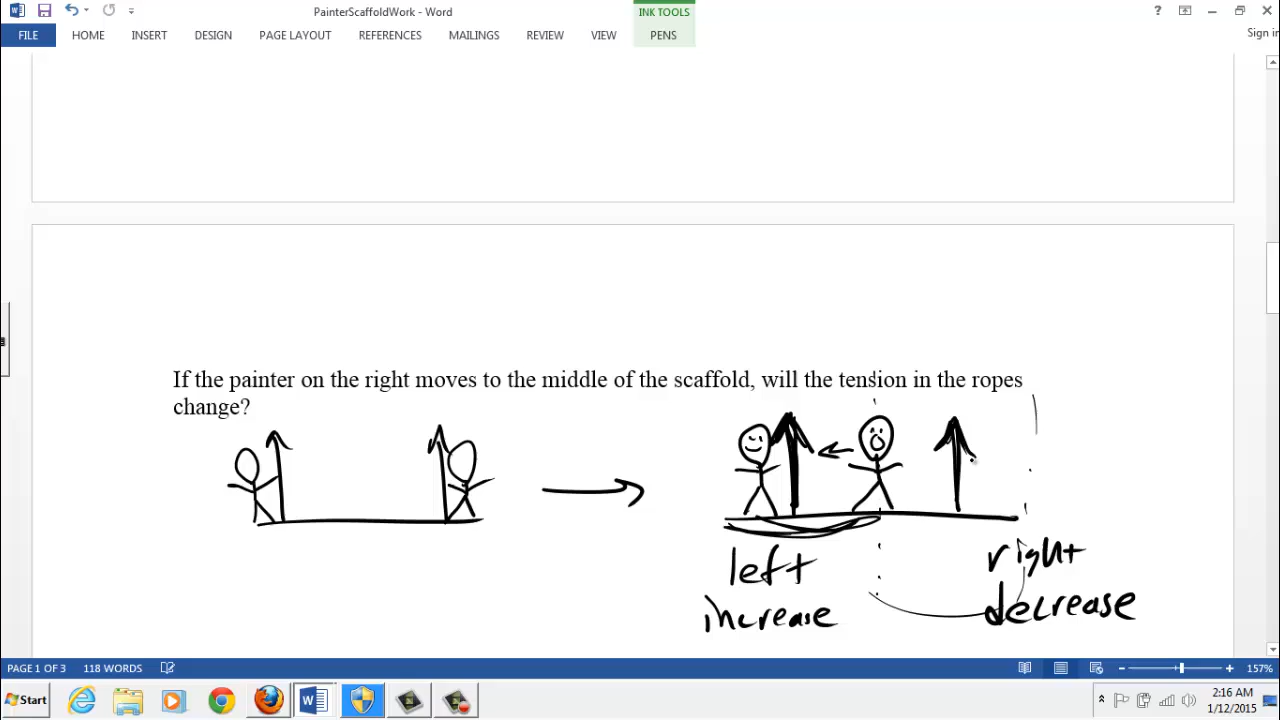 PainterScaffoldWork - Word
INK TOOLS
?
FILE HOME INSERT DESIGN PAGE LAYOUT REFERENCES MAILINGS REVIEW VIEW PENS
Sign in
If the painter on the right moves to the middle of the scaffold, will the tension in the ropes
change?
left
increase
right
decrease
PAGE 1 OF 3 118 WORDS
157%
Start
2:16 AM
1/12/2015